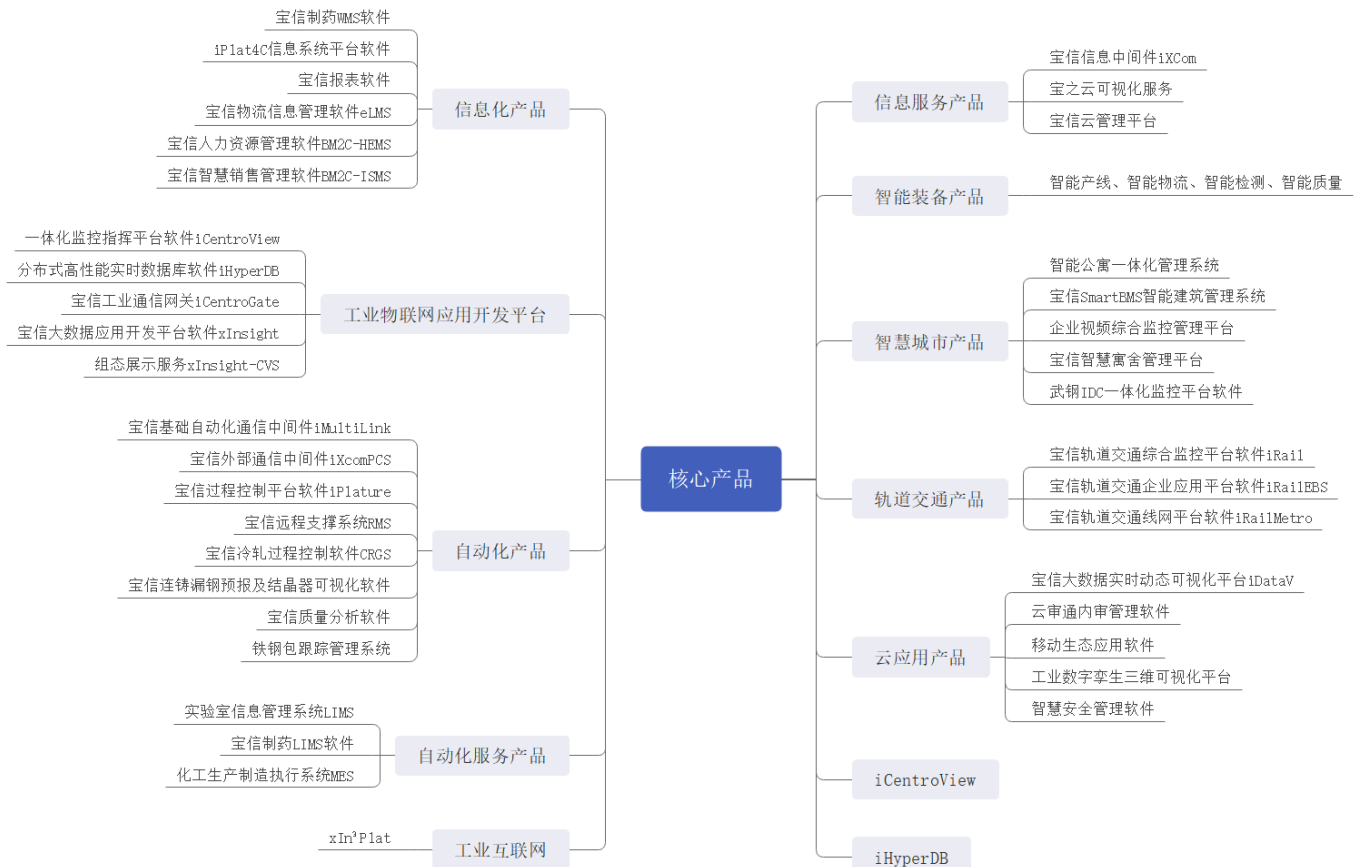 核心产品
信息化产品
宝信制药WMS软件
iPlat4C信息系统平台软件
宝信报表软件
宝信物流信息管理软件eLMS
宝信人力资源管理软件BM2C-HEMS
宝信智慧销售管理软件BM2C-ISMS
工业物联网应用开发平台
一体化监控指挥平台软件iCentroView
分布式高性能实时数据库软件iHyperDB
宝信工业通信网关iCentroGate
宝信大数据应用开发平台软件xInsight
组态展示服务xInsight-CVS
自动化产品
宝信基础自动化通信中间件iMultiLink
宝信外部通信中间件iXcomPCS
宝信过程控制平台软件iPlature
宝信远程支撑系统RMS
宝信冷轧过程控制软件CRGS
宝信连铸漏钢预报及结晶器可视化软件
宝信质量分析软件
铁钢包跟踪管理系统
自动化服务产品
实验室信息管理系统LIMS
宝信制药LIMS软件
化工生产制造执行系统MES
工业互联网
xIn³Plat
信息服务产品
宝信信息中间件iXCom
宝之云可视化服务
宝信云管理平台
智能装备产品
智能产线、智能物流、智能检测、智能质量
智慧城市产品
智能公寓一体化管理系统
宝信SmartBMS智能建筑管理系统
企业视频综合监控管理平台
宝信智慧寓舍管理平台
武钢IDC一体化监控平台软件
轨道交通产品
宝信轨道交通综合监控平台软件iRail
宝信轨道交通企业应用平台软件iRailEBS
宝信轨道交通线网平台软件iRailMetro
云应用产品
宝信大数据实时动态可视化平台iDataV
云审通内审管理软件
移动生态应用软件
工业数字孪生三维可视化平台
智慧安全管理软件
iCentroView
iHyperDB